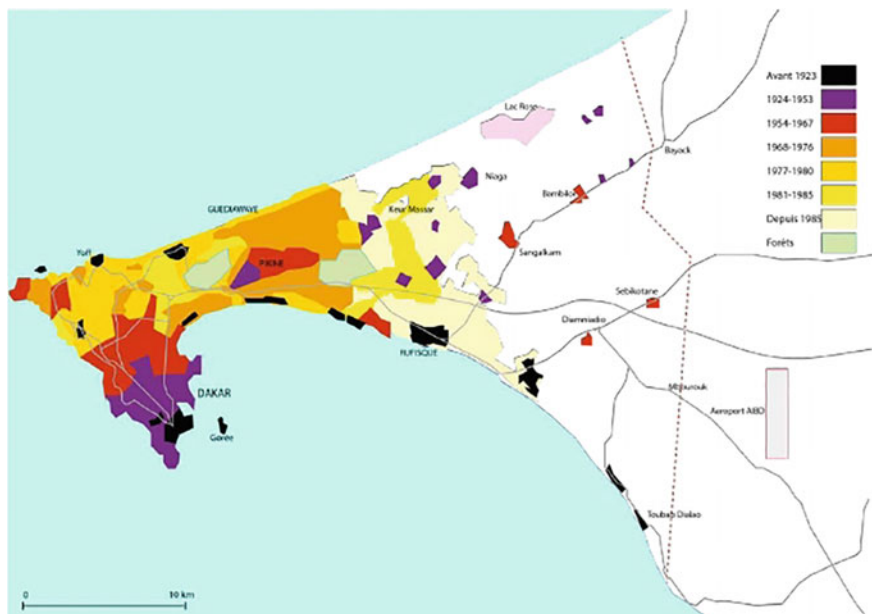 Avant 1923
1924-1953
1954-1967
1968-1976
1977-1980
1981-1985
Depuis 1985
Forêts
Lac Rose
Bayack
Niaga
Bambilor
GUEDIAWAYE
Keur Massar
Yoff
Sangalkam
PIKINE
Sebikotane
Diamniadio
RUFISQUE
DAKAR
Aeroport AIBD
Gorée
Toubab Dialao
0 10 km